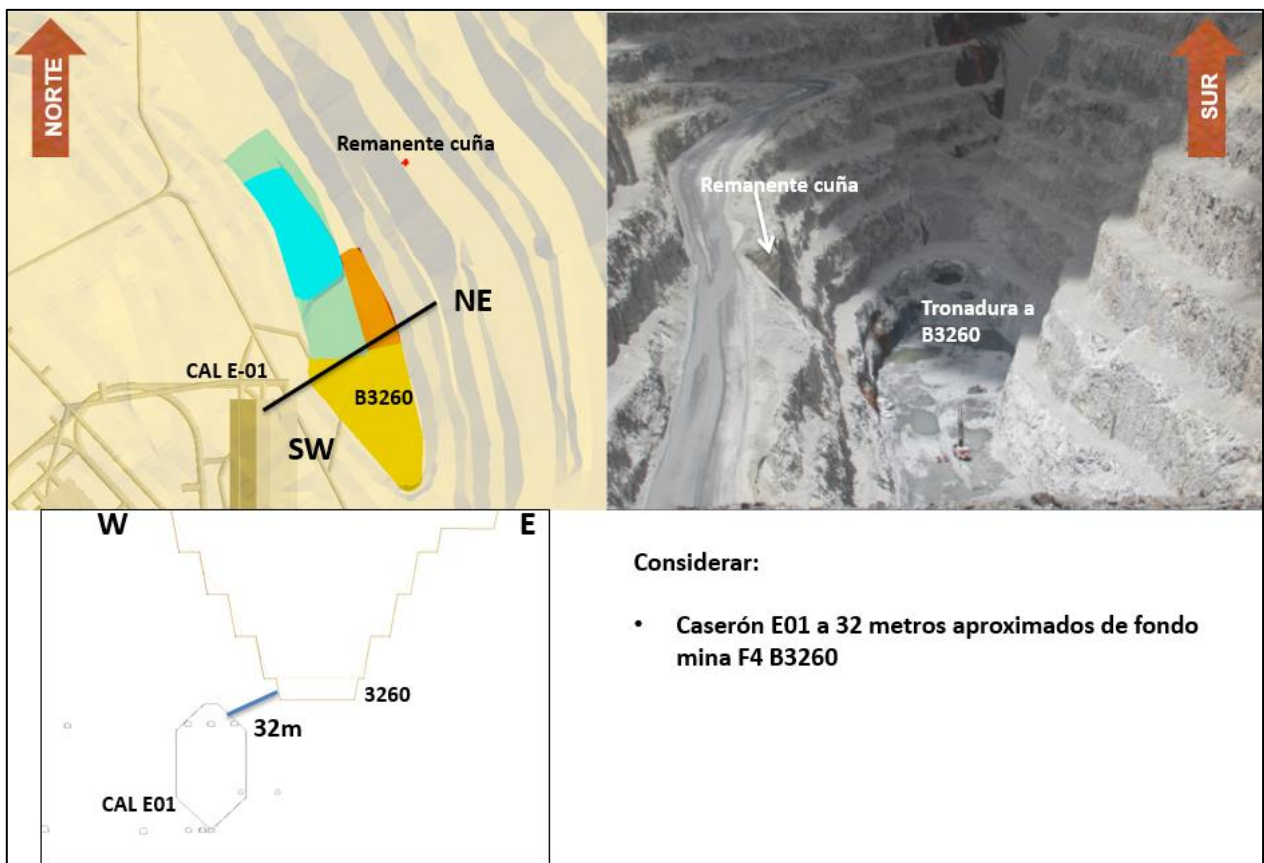 NORTE
Remanente cuña
NE
CAL E-01
B3260
SW
SUR
Remanente cuña
Tronadura a
B3260
W
E
3260
32m
CAL E01
Considerar:
• Caserón E01 a 32 metros aproximados de fondo
mina F4 B3260